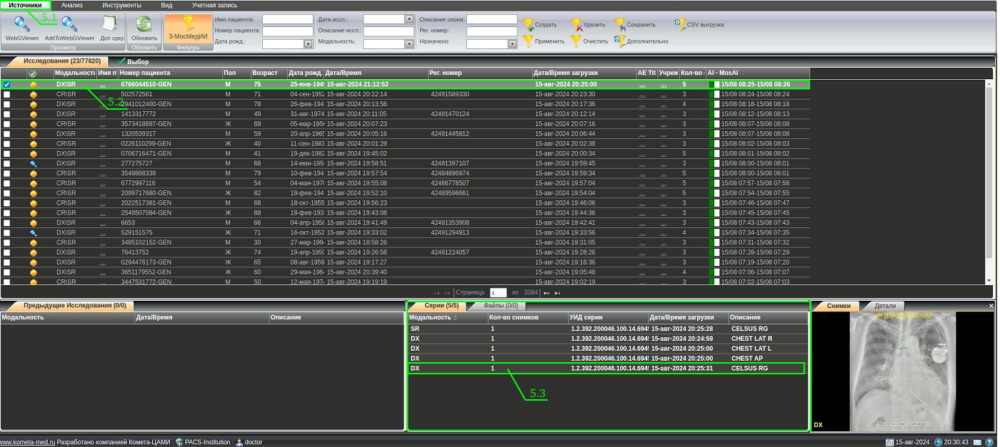 Источники Анализ Инструменты Вид Учетная запись
5.1
WebGViewer AddToWebGViewer Доп сред Обновить 3-МосМедИИ
Просмотр Обновить Фильтры
Имя пациента: Дата иссл.: Описание серии: Создать Удалить Сохранить CSV выгрузка
Номер пациента: Описание иссл.: Рег. номер:
Дата рожд.: Модальность: Назначено: Применить Очистить Дополнительно
Исследования (23/77820) Выбор
Модальность Имя п Номер пациента Пол Возраст Дата рожд. Дата/Время Рег. номер Дата/Время загрузки AE Tit Учреж Кол-во AI - MosAI
DX\SR ... 0766044510-GEN М 75 25-янв-194 15-авг-2024 21:12:52 15-авг-2024 20:25:00 ... ... 5 15/08 08:25-15/08 08:26
CR\SR ... 502572561 М 71 04-сен-1952 15-авг-2024 20:22:14 42491589330 15-авг-2024 20:23:30 ... ... 3 15/08 08:24-15/08 08:24
5.2
DX\SR ... 2941012400-GEN М 78 26-фев-194 15-авг-2024 20:13:56 15-авг-2024 20:17:36 ... ... 4 15/08 08:18-15/08 08:18
DX\SR ... 1413317772 М 49 31-авг-1974 15-авг-2024 20:11:05 42491470124 15-авг-2024 20:12:14 ... ... 3 15/08 08:12-15/08 08:13
CR\SR ... 3573418697-GEN Ж 68 05-мар-195 15-авг-2024 20:07:23 15-авг-2024 20:07:16 ... ... 3 15/08 08:07-15/08 08:08
DX\SR ... 1320539317 М 59 20-апр-196 15-авг-2024 20:05:16 42491445812 15-авг-2024 20:06:44 ... ... 3 15/08 08:07-15/08 08:08
CR\SR ... 0226110299-GEN Ж 40 11-сен-1983 15-авг-2024 20:01:29 15-авг-2024 20:02:38 ... ... 3 15/08 08:02-15/08 08:03
DX\SR ... 0706716471-GEN М 41 19-дек-1982 15-авг-2024 19:45:02 15-авг-2024 20:00:34 ... ... 5 15/08 08:01-15/08 08:02
DX\SR ... 277275727 М 68 14-июн-195 15-авг-2024 19:58:51 42491397107 15-авг-2024 19:59:45 ... ... 3 15/08 08:00-15/08 08:01
CR\SR ... 3549898339 М 79 10-фев-194 15-авг-2024 19:57:54 42484896974 15-авг-2024 19:59:34 ... ... 5 15/08 08:00-15/08 08:01
CR\SR ... 6772997116 М 54 04-мая-197 15-авг-2024 19:55:08 42486778507 15-авг-2024 19:57:04 ... ... 5 15/08 07:57-15/08 07:58
CR\SR ... 2099717680-GEN Ж 82 19-фев-194 15-авг-2024 19:52:10 42489596661 15-авг-2024 19:54:04 ... ... 5 15/08 07:54-15/08 07:55
CR\SR ... 2022517381-GEN М 68 18-окт-1955 15-авг-2024 19:56:23 15-авг-2024 19:46:06 ... ... 3 15/08 07:46-15/08 07:47
CR\SR ... 2549507084-GEN Ж 88 18-фев-193 15-авг-2024 19:43:08 15-авг-2024 19:44:36 ... ... 3 15/08 07:45-15/08 07:45
DX\SR ... 6653 М 66 04-апр-195 15-авг-2024 19:41:49 42491353908 15-авг-2024 19:42:41 ... ... 3 15/08 07:43-15/08 07:43
DX\SR ... 529151575 Ж 71 16-окт-1952 15-авг-2024 19:33:02 42491294913 15-авг-2024 19:33:56 ... ... 4 15/08 07:34-15/08 07:35
CR\SR ... 3485102152-GEN М 30 27-мар-199 15-авг-2024 18:58:26 15-авг-2024 19:31:05 ... ... 3 15/08 07:31-15/08 07:32
DX\SR ... 76413752 Ж 74 19-апр-195 15-авг-2024 19:26:58 42491224057 15-авг-2024 19:28:26 ... ... 3 15/08 07:28-15/08 07:29
DX\SR ... 0294476173-GEN Ж 65 08-авг-1959 15-авг-2024 19:17:27 15-авг-2024 19:18:36 ... ... 3 15/08 07:19-15/08 07:20
DX\SR ... 3651179552-GEN Ж 60 29-мая-196 15-авг-2024 20:39:40 15-авг-2024 19:05:48 ... ... 4 15/08 07:06-15/08 07:07
CR\SR ... 3447531772-GEN М 50 12-мая-197 15-авг-2024 19:19:19 15-авг-2024 19:02:19 ... ... 3 15/08 07:02-15/08 07:03
Страница 1 из 3384
Предыдущие Исследования (0/0) Серии (5/5) Файлы (0/0) Снимки Детали
Модальность Дата/Время Описание Модальность Кол-во снимков УИД серии Дата/Время загрузки Описание
Не для диагностики
SR 1 1.2.392.200046.100.14.694 15-авг-2024 20:25:28 CELSUS RG
DX 1 1.2.392.200046.100.14.694 15-авг-2024 20:24:59 CHEST LAT R
DX 1 1.2.392.200046.100.14.694 15-авг-2024 20:25:00 CHEST LAT L
DX 1 1.2.392.200046.100.14.694 15-авг-2024 20:25:00 CHEST AP
DX 1 1.2.392.200046.100.14.694 15-авг-2024 20:25:31 CELSUS RG
5.3
DX
www.kometa-med.ru Разработано компанией Комета-ЦАМИ PACS-Institution doctor 15-авг-2024 20:30:43